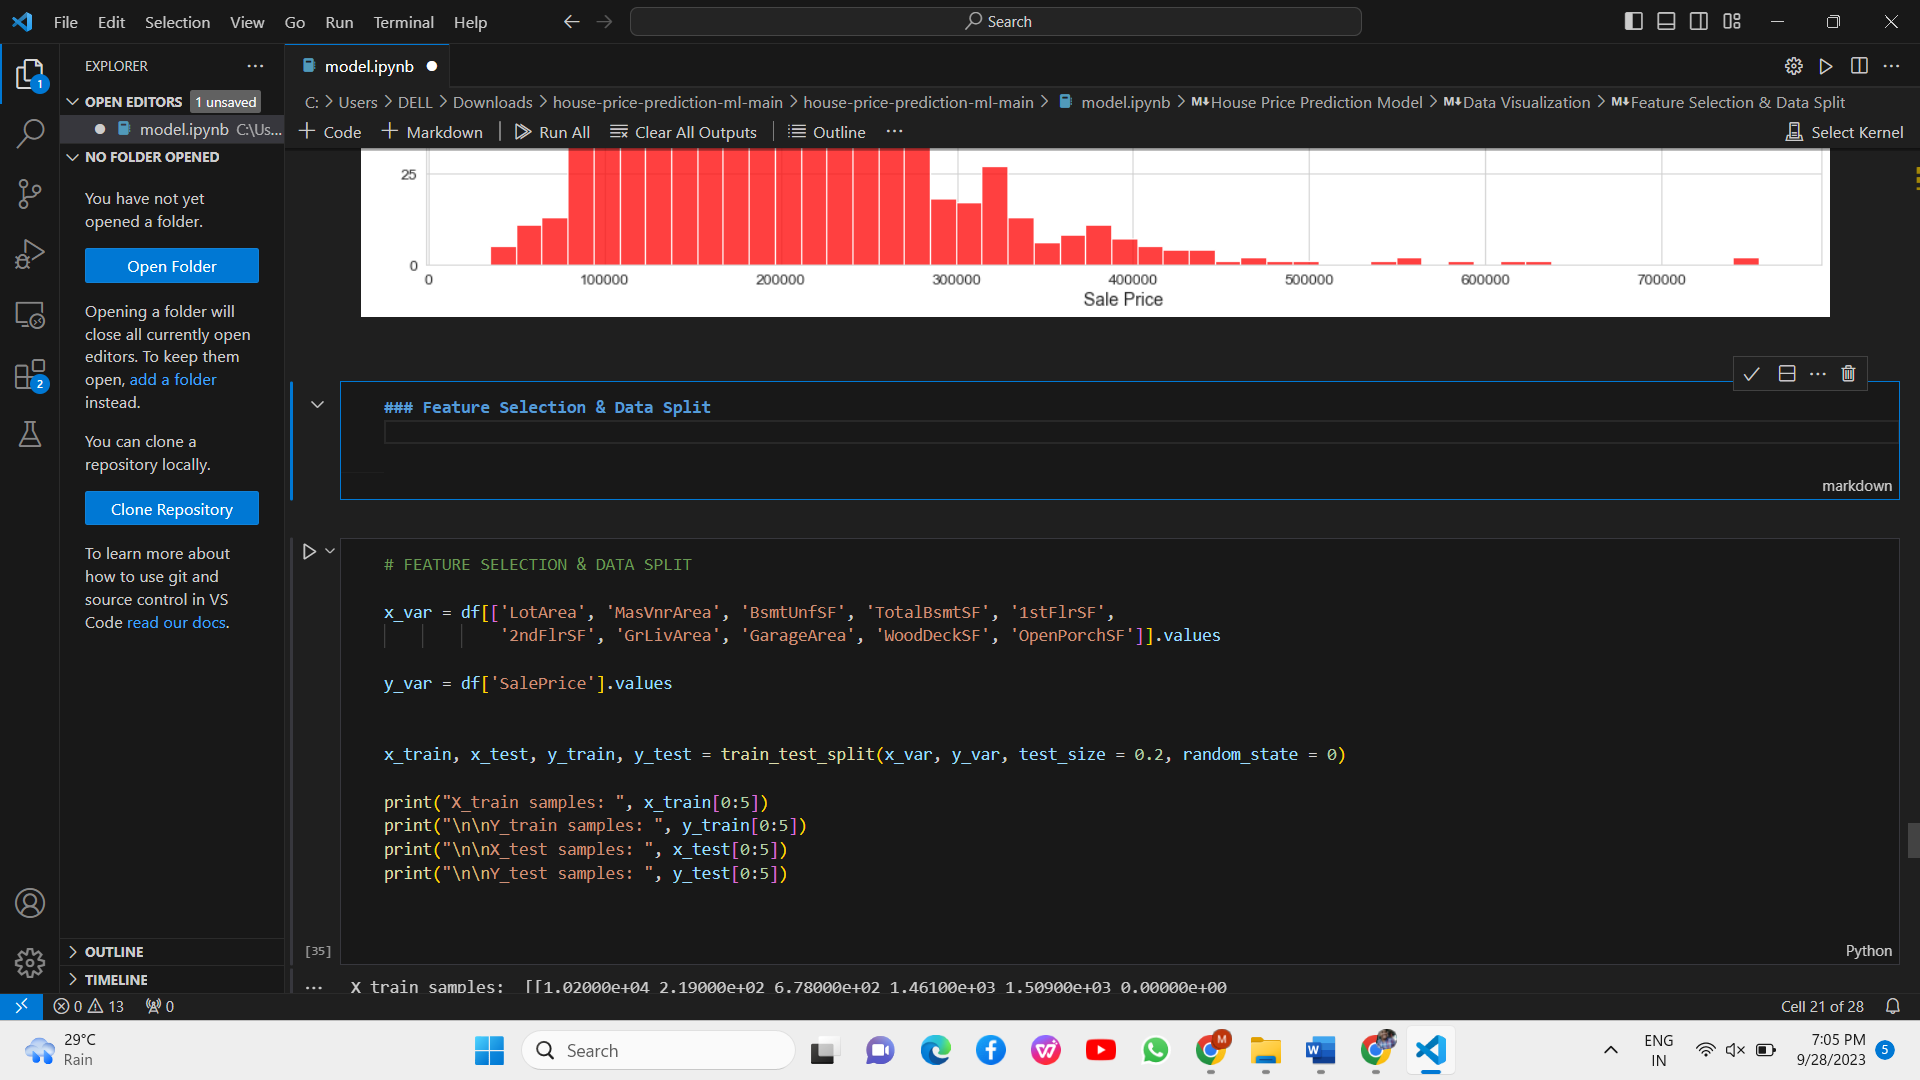 File Edit Selection View Go Run Terminal Help
Search
EXPLORER
1
OPEN EDITORS 1 unsaved
model.ipynb C:\Us...
NO FOLDER OPENED
You have not yet
opened a folder.
Open Folder
Opening a folder will
close all currently open
editors. To keep them
open, add a folder
instead.
You can clone a
repository locally.
Clone Repository
To learn more about
how to use git and
source control in VS
Code read our docs.
2
OUTLINE
TIMELINE
model.ipynb
C: > Users > DELL > Downloads > house-price-prediction-ml-main > house-price-prediction-ml-main > model.ipynb > M↓House Price Prediction Model > M↓Data Visualization > M↓Feature Selection & Data Split
+ Code + Markdown Run All Clear All Outputs Outline ... Select Kernel
25
0
0 100000 200000 300000 400000 500000 600000 700000
Sale Price
### Feature Selection & Data Split
markdown
# FEATURE SELECTION & DATA SPLIT
x_var = df[['LotArea', 'MasVnrArea', 'BsmtUnfSF', 'TotalBsmtSF', '1stFlrSF',
'2ndFlrSF', 'GrLivArea', 'GarageArea', 'WoodDeckSF', 'OpenPorchSF']].values
y_var = df['SalePrice'].values
x_train, x_test, y_train, y_test = train_test_split(x_var, y_var, test_size = 0.2, random_state = 0)
print("X_train samples: ", x_train[0:5])
print("\n\nY_train samples: ", y_train[0:5])
print("\n\nX_test samples: ", x_test[0:5])
print("\n\nY_test samples: ", y_test[0:5])
[35]
Python
... X train samples: [[1.02000e+04 2.19000e+02 6.78000e+02 1.46100e+03 1.50900e+03 0.00000e+00
0 13 0
Cell 21 of 28
29°C
Rain
Search
M
W
ENG
IN
7:05 PM
9/28/2023
5